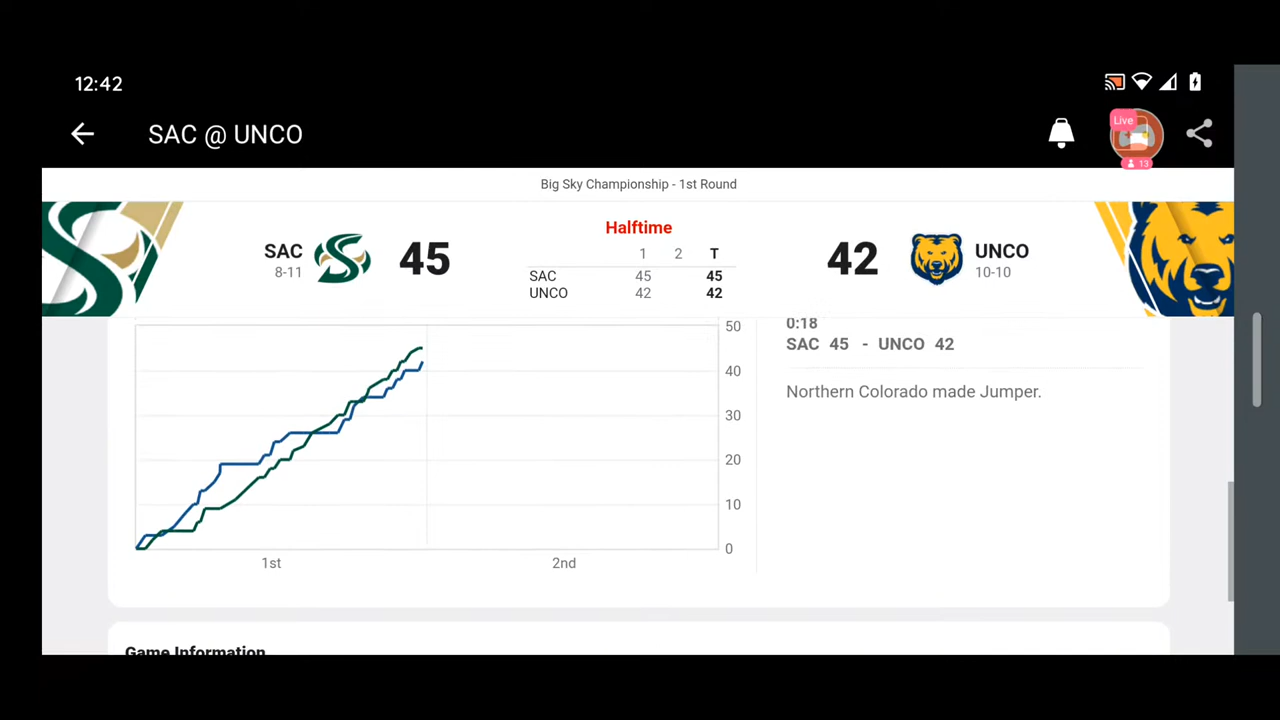 12:42
SAC @ UNCO
Live
13
Big Sky Championship - 1st Round
Halftime
SAC
8-11
45
1 2 T
SAC 45 45
UNCO 42 42
42
UNCO
10-10
50
40
30
20
10
0
1st 2nd
0:18
SAC 45 - UNCO 42
Northern Colorado made Jumper.
Game Information